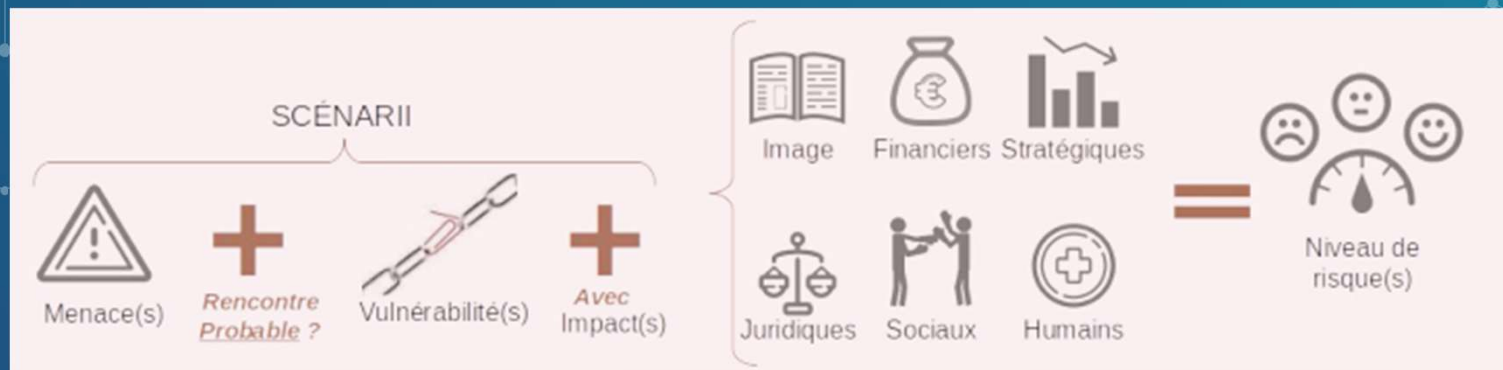 SCÉNARII
Menace(s)
Rencontre
Probable ?
Vulnérabilité(s)
Avec
Impact(s)
Image
Financiers
Stratégiques
Juridiques
Sociaux
Humains
Niveau de
risque(s)